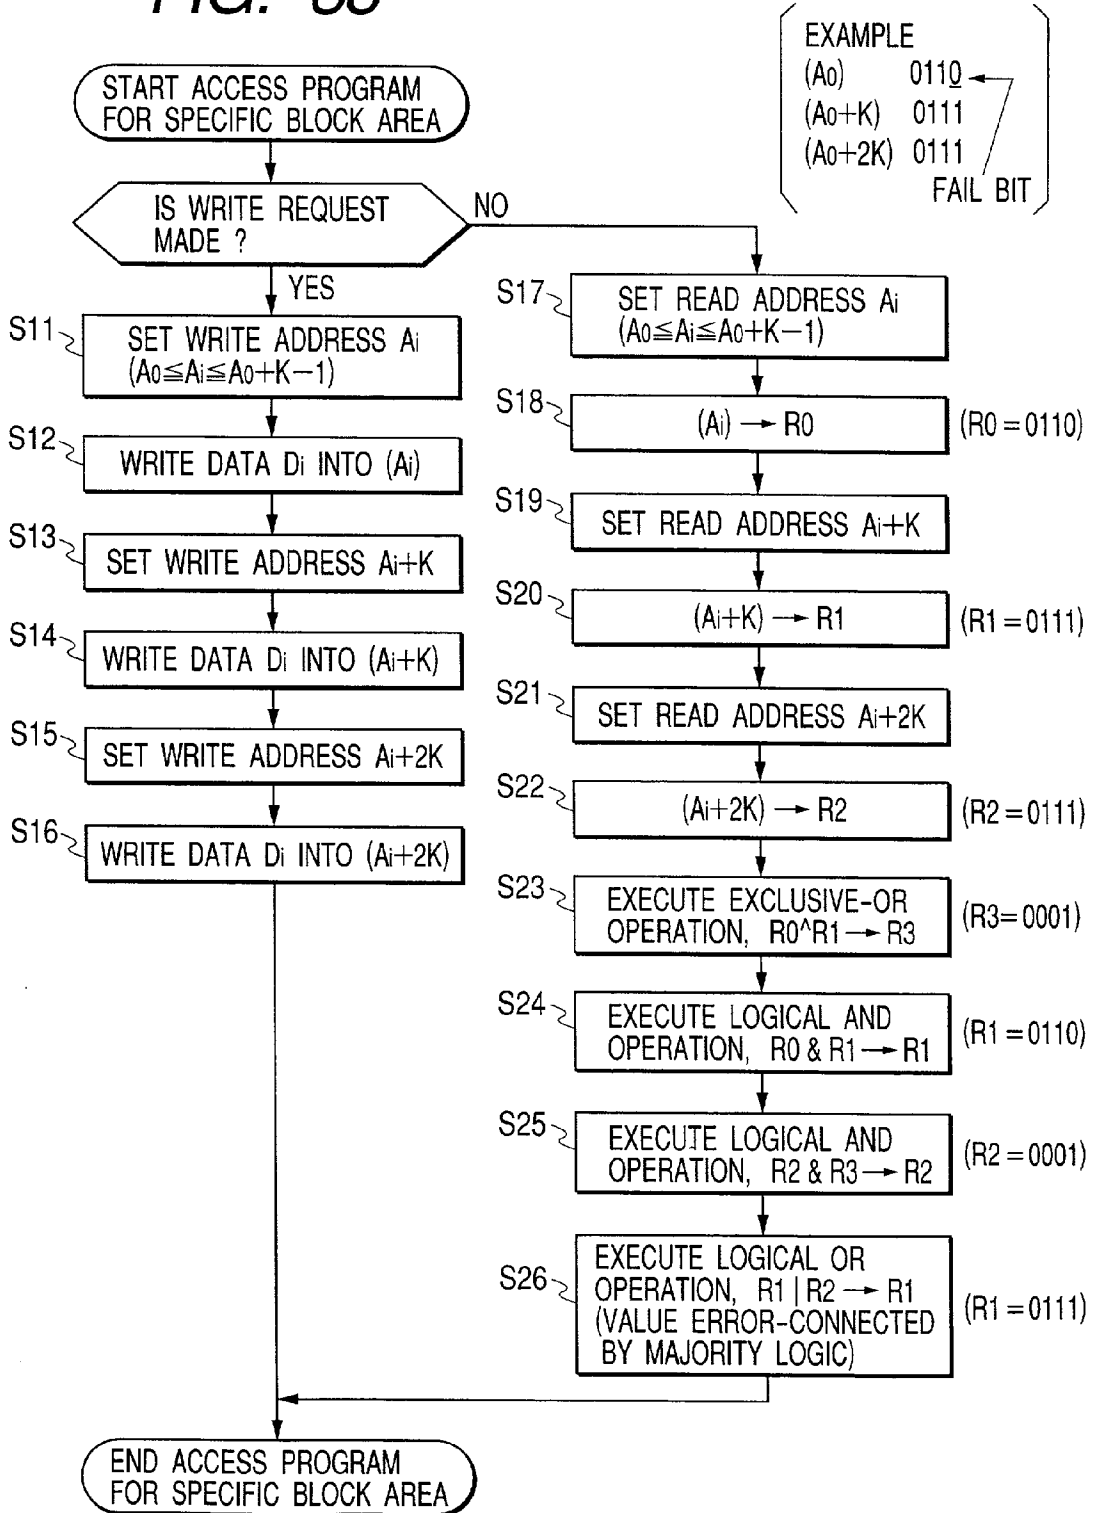 FIG.
EXAMPLE
(A0) 0110
(A0+K) 0111
(A0+2K) 0111
FAIL BIT
START ACCESS PROGRAM
FOR SPECIFIC BLOCK AREA
IS WRITE REQUEST
MADE ?
NO
YES
S11
SET WRITE ADDRESS Ai
(A0≦Ai≦A0+K−1)
S12
WRITE DATA Di INTO (Ai)
S13
SET WRITE ADDRESS Ai+K
S14
WRITE DATA Di INTO (Ai+K)
S15
SET WRITE ADDRESS Ai+2K
S16
WRITE DATA Di INTO (Ai+2K)
S17
SET READ ADDRESS Ai
(A0≦Ai≦A0+K−1)
S18
(Ai) → R0
(R0=0110)
S19
SET READ ADDRESS Ai+K
S20
(Ai+K) → R1
(R1=0111)
S21
SET READ ADDRESS Ai+2K
S22
(Ai+2K) → R2
(R2=0111)
S23
EXECUTE EXCLUSIVE-OR
OPERATION, R0^R1 → R3
(R3=0001)
S24
EXECUTE LOGICAL AND
OPERATION, R0 & R1 → R1
(R1=0110)
S25
EXECUTE LOGICAL AND
OPERATION, R2 & R3 → R2
(R2=0001)
S26
EXECUTE LOGICAL OR
OPERATION, R1 | R2 → R1
(VALUE ERROR-CONNECTED
BY MAJORITY LOGIC)
(R1=0111)
END ACCESS PROGRAM
FOR SPECIFIC BLOCK AREA